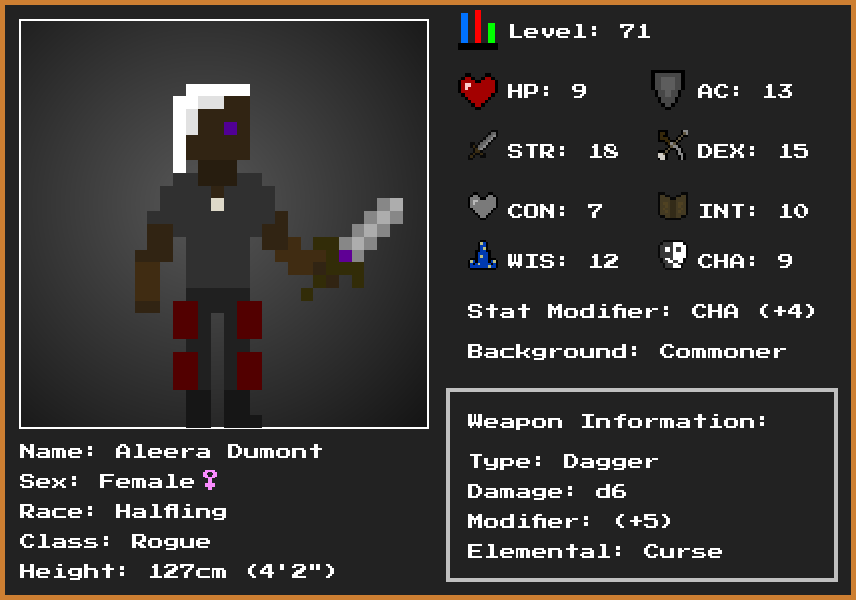 Level: 71
HP: 9
AC: 13
STR: 18
DEX: 15
CON: 7
INT: 10
WIS: 12
CHA: 9
Stat Modifier: CHA (+4)
Background: Commoner
Weapon Information:
Type: Dagger
Damage: d6
Modifier: (+5)
Elemental: Curse
Name: Aleera Dumont
Sex: Female♀
Race: Halfling
Class: Rogue
Height: 127cm (4'2")